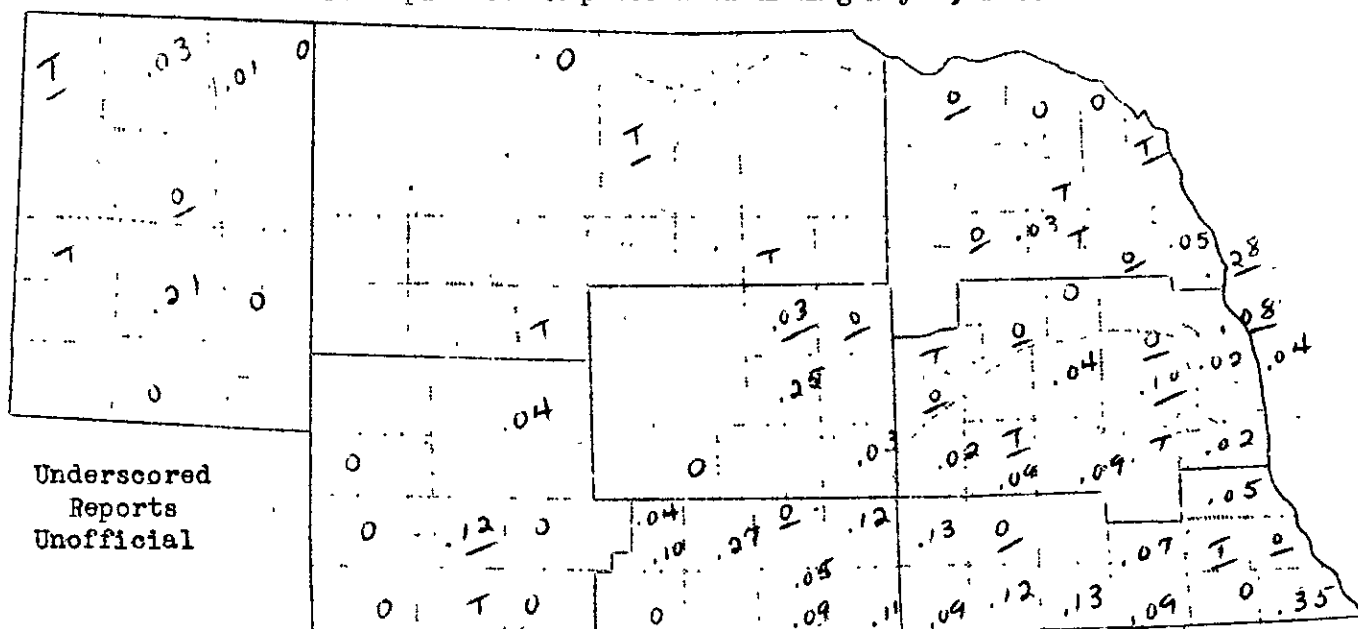 T .03 .01 0 0
T
0 0 0 T
0 T
T 0 .03 T 0 .05 .28
T .21 0
T .03 0 0
T 0 0 .08
.25 .04 .10 .02 .04
0 .04 0
0 0 .03 .02 T .09 .09 T .02
Underscored
Reports
Unofficial
0 .12 0 .04 .10 .27 0 .12 .13 0 .05
.05 .07 T 0
0 T 0 0 .09 .11 .09 .12 .13 .09 0 .35